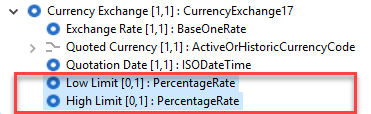 Currency Exchange [1,1] : CurrencyExchange17
Exchange Rate [1,1] : BaseOneRate
Quoted Currency [1,1] : ActiveOrHistoricCurrencyCode
Quotation Date [1,1] : ISODateTime
Low Limit [0,1] : PercentageRate
High Limit [0,1] : PercentageRate